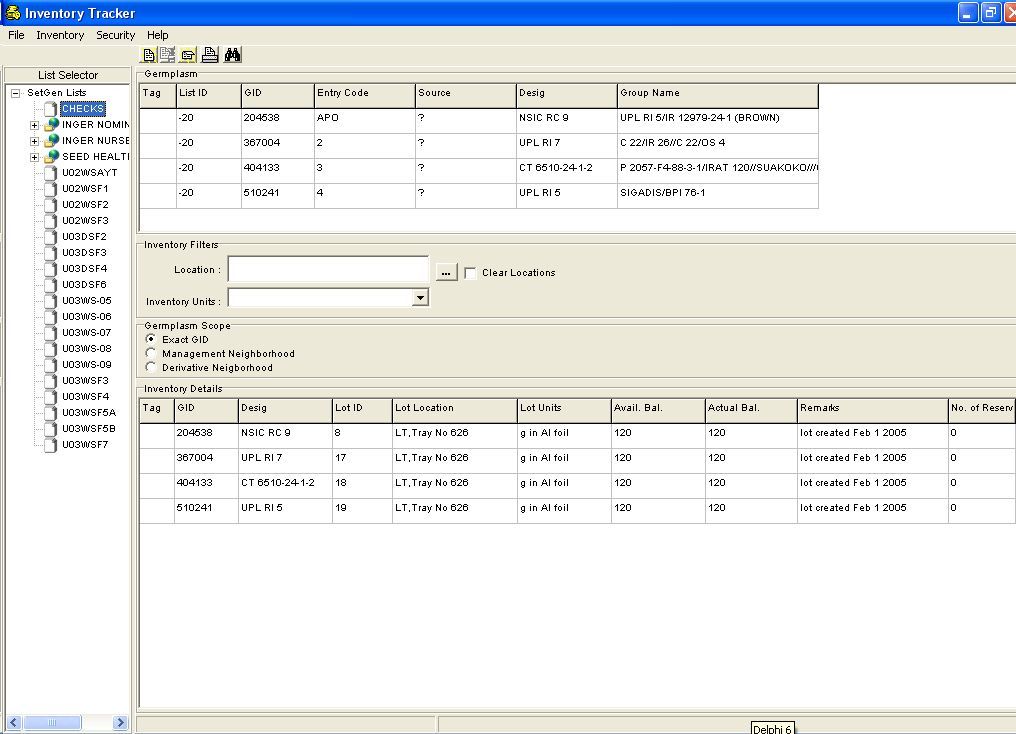 Inventory Tracker
File Inventory Security Help
List Selector
SetGen Lists
CHECKS
INGER NOMIN
INGER NURSE
SEED HEALTI
U02WSAYT
U02WSF1
U02WSF2
U02WSF3
U03DSF2
U03DSF3
U03DSF4
U03DSF6
U03WS-05
U03WS-06
U03WS-07
U03WS-08
U03WS-09
U03WSF3
U03WSF4
U03WSF5A
U03WSF5B
U03WSF7
Germplasm
Tag List ID GID Entry Code Source Desig Group Name
-20 204538 APO ? NSIC RC 9 UPL RI 5/IR 12979-24-1 (BROWN)
-20 367004 2 ? UPL RI 7 C 22/IR 26//C 22/OS 4
-20 404133 3 ? CT 6510-24-1-2 P 2057-F4-88-3-1/IRAT 120//SUAKOKO///
-20 510241 4 ? UPL RI 5 SIGADIS/BPI 76-1
Inventory Filters
Location : ... Clear Locations
Inventory Units :
Germplasm Scope
Exact GID
Management Neighborhood
Derivative Neigborhood
Inventory Details
Tag GID Desig Lot ID Lot Location Lot Units Avail. Bal. Actual Bal. Remarks No. of Reserv
204538 NSIC RC 9 8 LT,Tray No 626 g in Al foil 120 120 lot created Feb 1 2005 0
367004 UPL RI 7 17 LT,Tray No 626 g in Al foil 120 120 lot created Feb 1 2005 0
404133 CT 6510-24-1-2 18 LT,Tray No 626 g in Al foil 120 120 lot created Feb 1 2005 0
510241 UPL RI 5 19 LT,Tray No 626 g in Al foil 120 120 lot created Feb 1 2005 0
Delphi 6